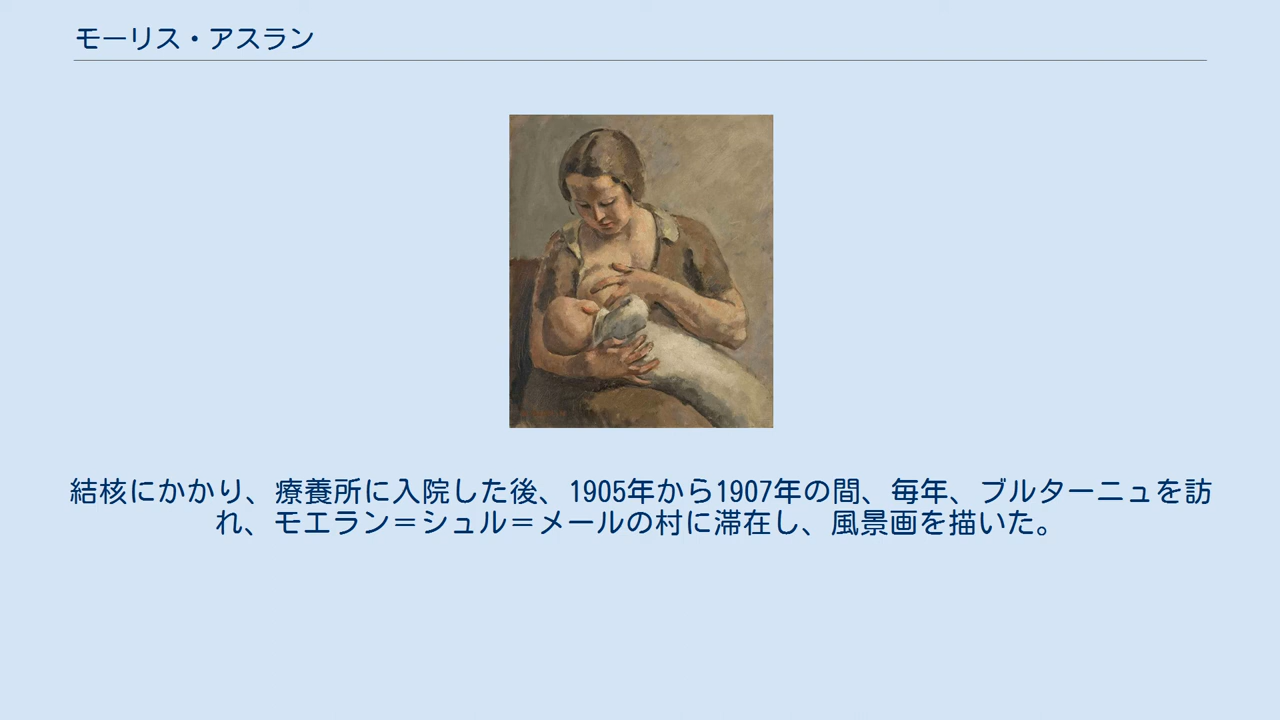 モーリス・アスラン
結核にかかり、療養所に入院した後、1905年から1907年の間、毎年、ブルターニュを訪
れ、モエラン＝シュル＝メールの村に滞在し、風景画を描いた。